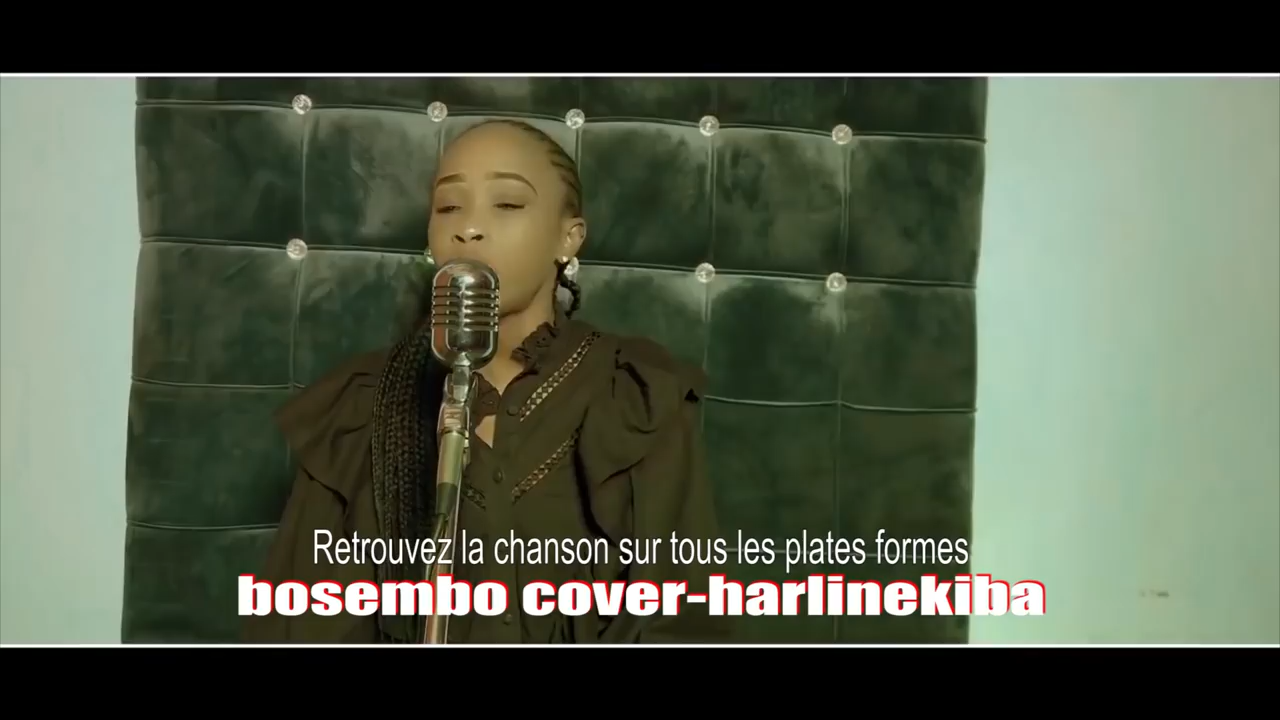 Retrouvez la chanson sur tous les plates formes
bosembo cover-harlinekiba